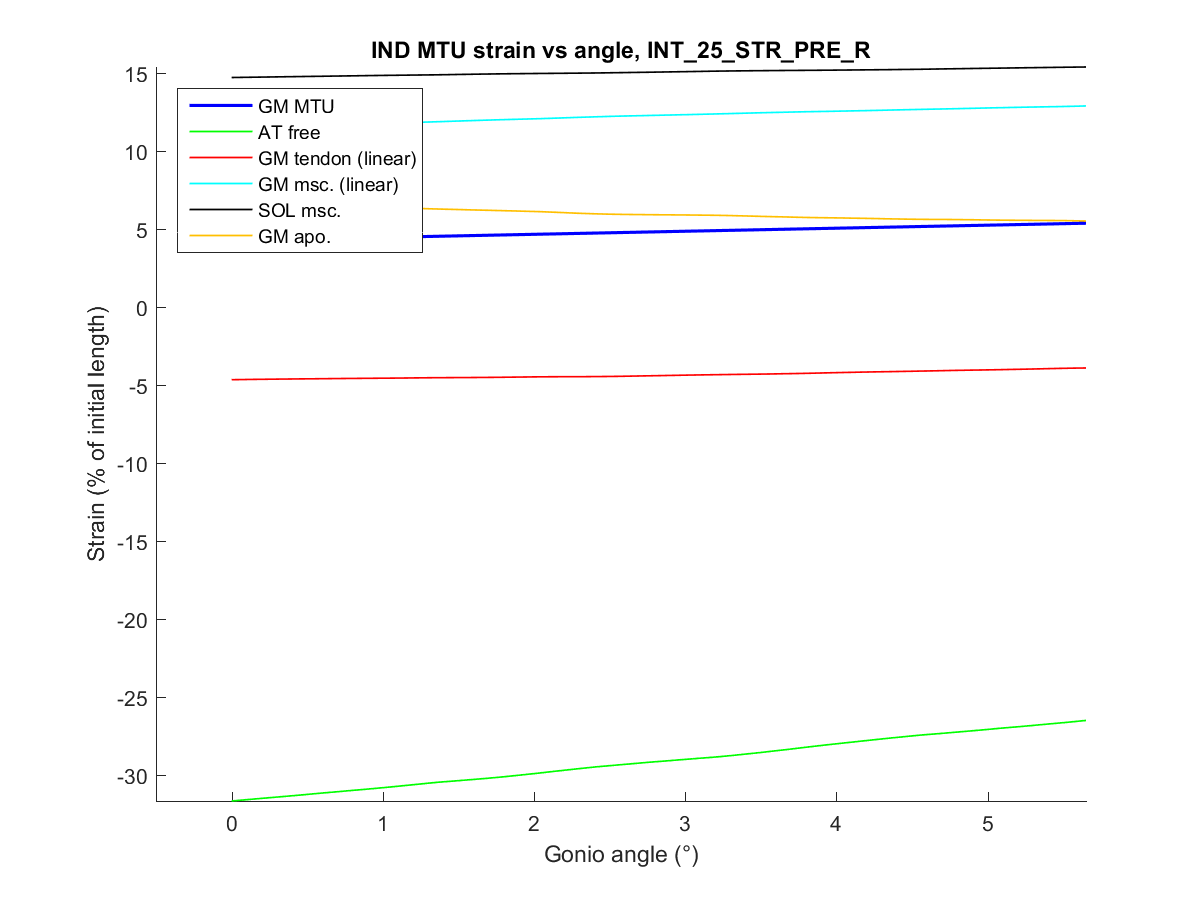 IND MTU strain vs angle, INT_25_STR_PRE_R
15
10
5
0
-5
-10
-15
-20
-25
-30
Strain (% of initial length)
GM MTU
AT free
GM tendon (linear)
GM msc. (linear)
SOL msc.
GM apo.
0 1 2 3 4 5
Gonio angle (°)